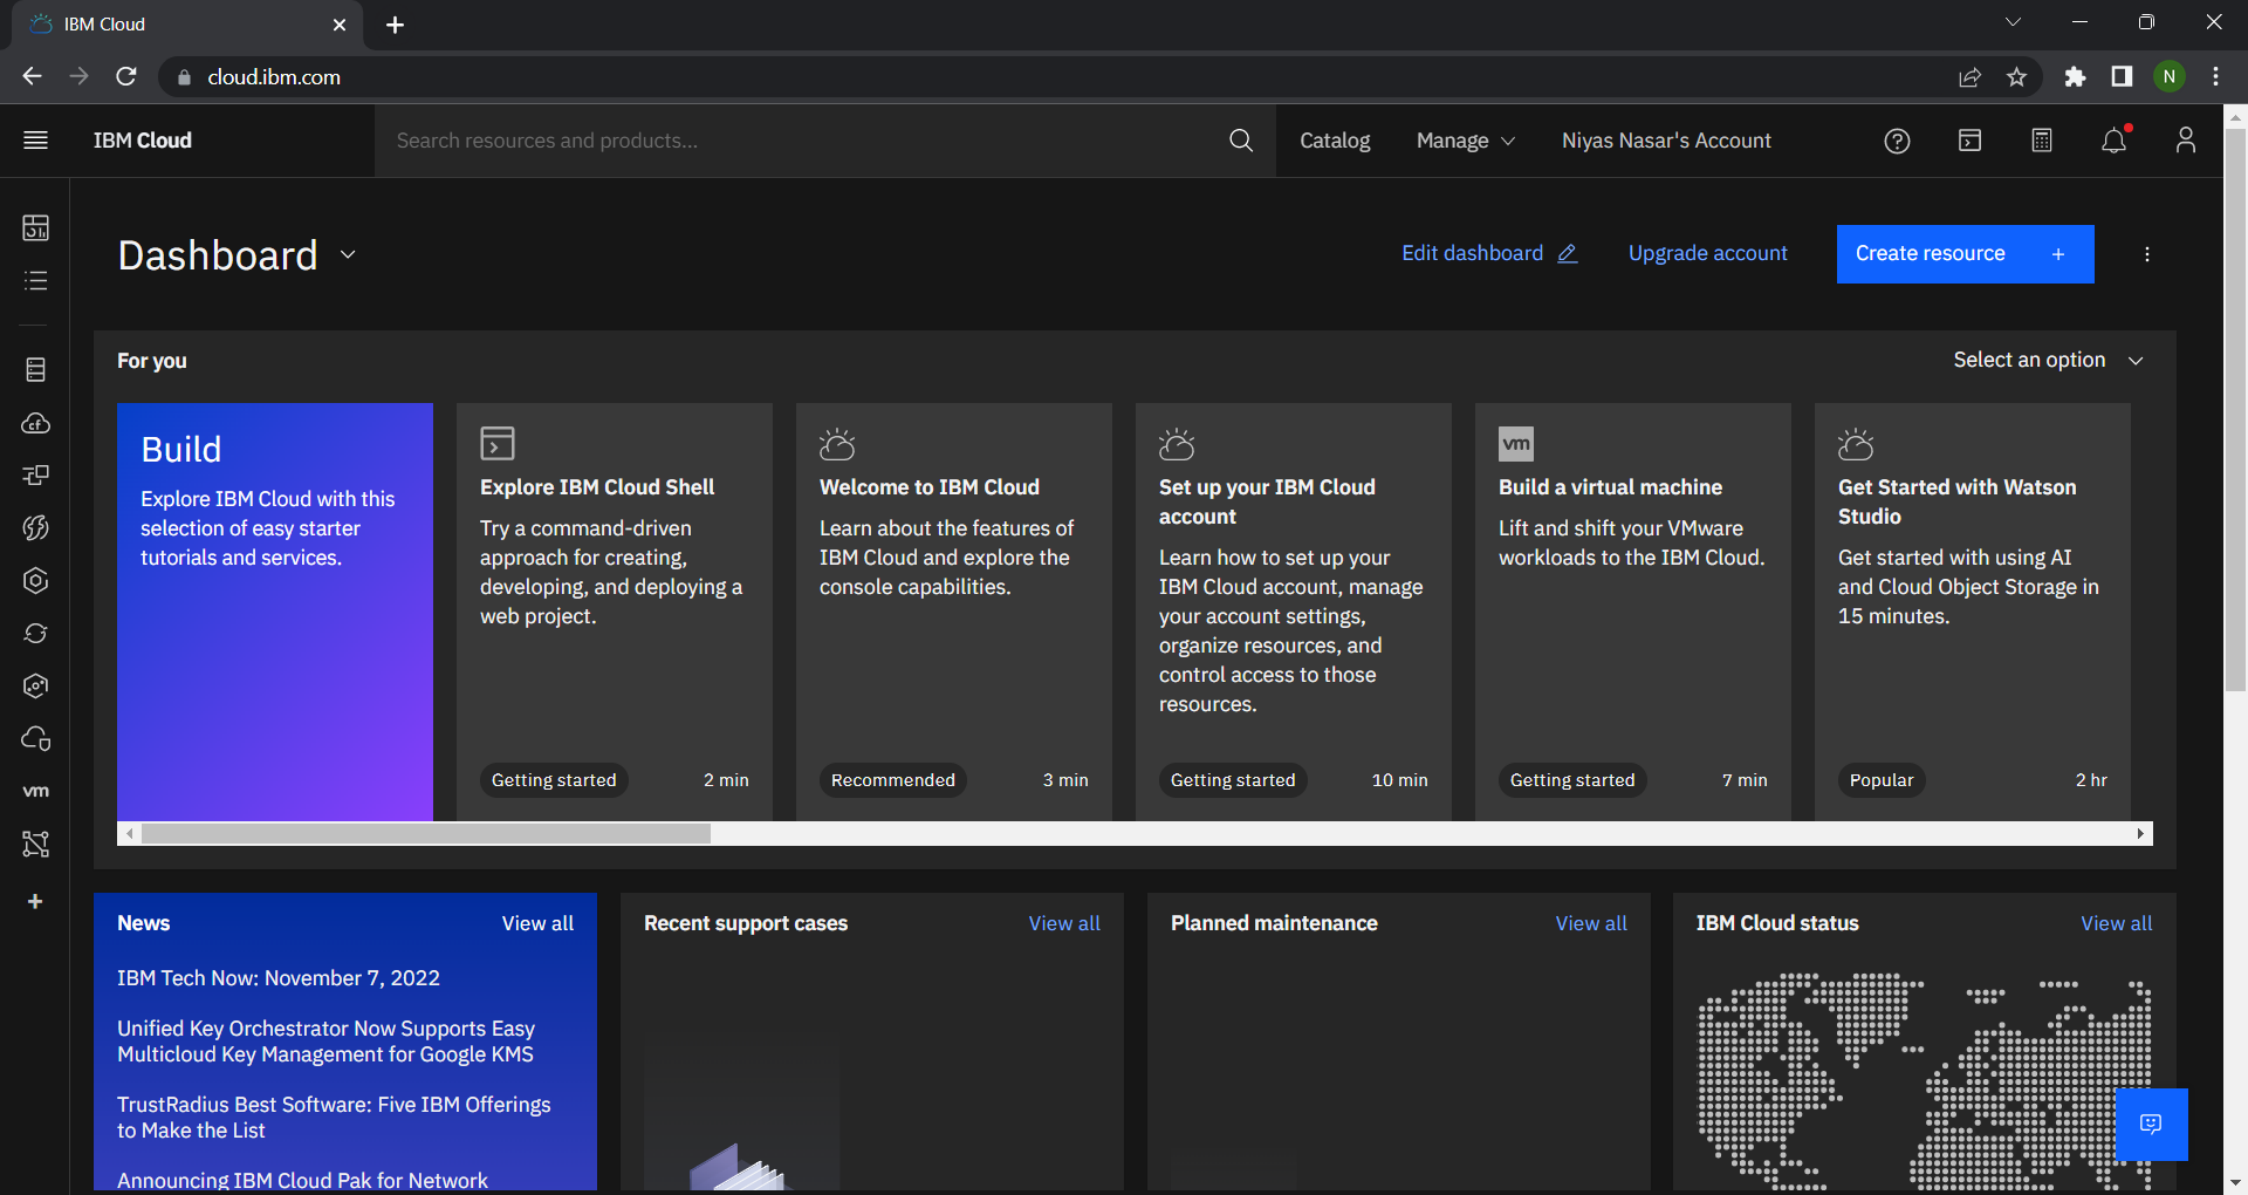 IBM Cloud
cloud.ibm.com
N
IBM Cloud
Search resources and products...
Catalog
Manage
Niyas Nasar's Account
Dashboard
Edit dashboard
Upgrade account
Create resource +
For you
Select an option
Build
Explore IBM Cloud with this
selection of easy starter
tutorials and services.
Explore IBM Cloud Shell
Try a command-driven
approach for creating,
developing, and deploying a
web project.
Getting started
2 min
Welcome to IBM Cloud
Learn about the features of
IBM Cloud and explore the
console capabilities.
Recommended
3 min
Set up your IBM Cloud
account
Learn how to set up your
IBM Cloud account, manage
your account settings,
organize resources, and
control access to those
resources.
Getting started
10 min
vm
Build a virtual machine
Lift and shift your VMware
workloads to the IBM Cloud.
Getting started
7 min
Get Started with Watson
Studio
Get started with using AI
and Cloud Object Storage in
15 minutes.
Popular
2 hr
cf
vm
News
View all
IBM Tech Now: November 7, 2022
Unified Key Orchestrator Now Supports Easy
Multicloud Key Management for Google KMS
TrustRadius Best Software: Five IBM Offerings
to Make the List
Announcing IBM Cloud Pak for Network
Recent support cases
View all
Planned maintenance
View all
IBM Cloud status
View all